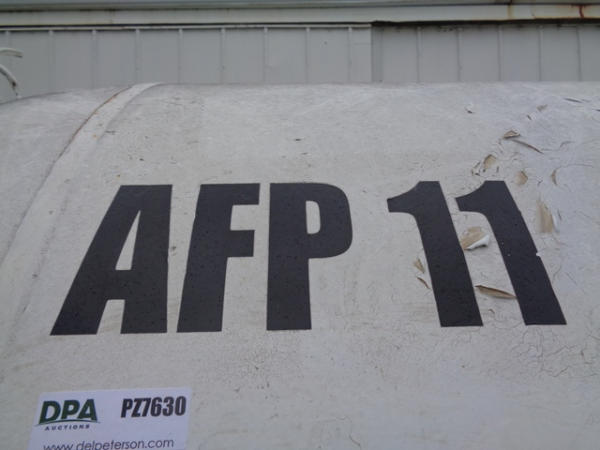 AFP 11
DPA PZ7630
AUCTIONS
www.delpeterson.com